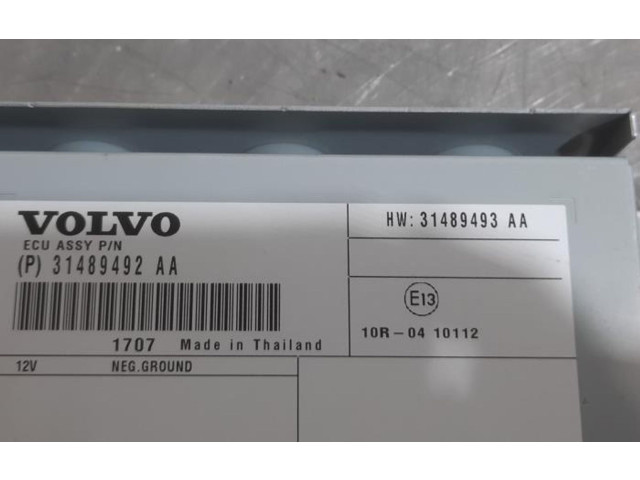 VOLVO
ECU ASSY P/N
(P) 31489492 AA
1707 Made in Thailand
12V NEG.GROUND
HW: 31489493 AA
E13
10R-04 10112